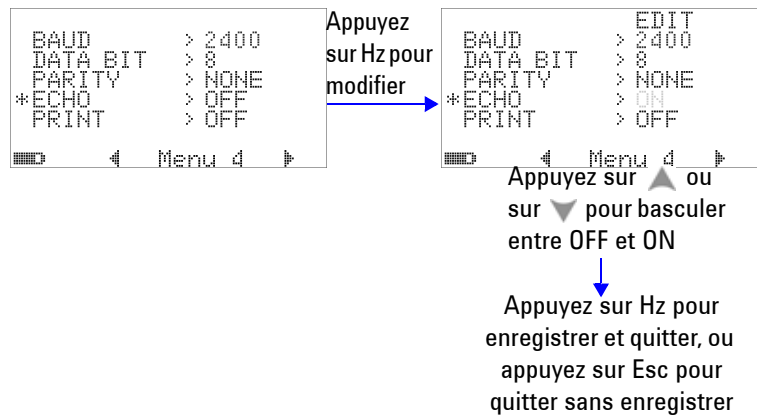 BAUD > 2400
DATA BIT > 8
PARITY > NONE
*ECHO > OFF
PRINT > OFF
Menu 4
Appuyez
sur Hz pour
modifier
EDIT
BAUD > 2400
DATA BIT > 8
PARITY > NONE
*ECHO > ON
PRINT > OFF
Menu 4
Appuyez sur ou
sur pour basculer
entre OFF et ON
Appuyez sur Hz pour
enregistrer et quitter, ou
appuyez sur Esc pour
quitter sans enregistrer